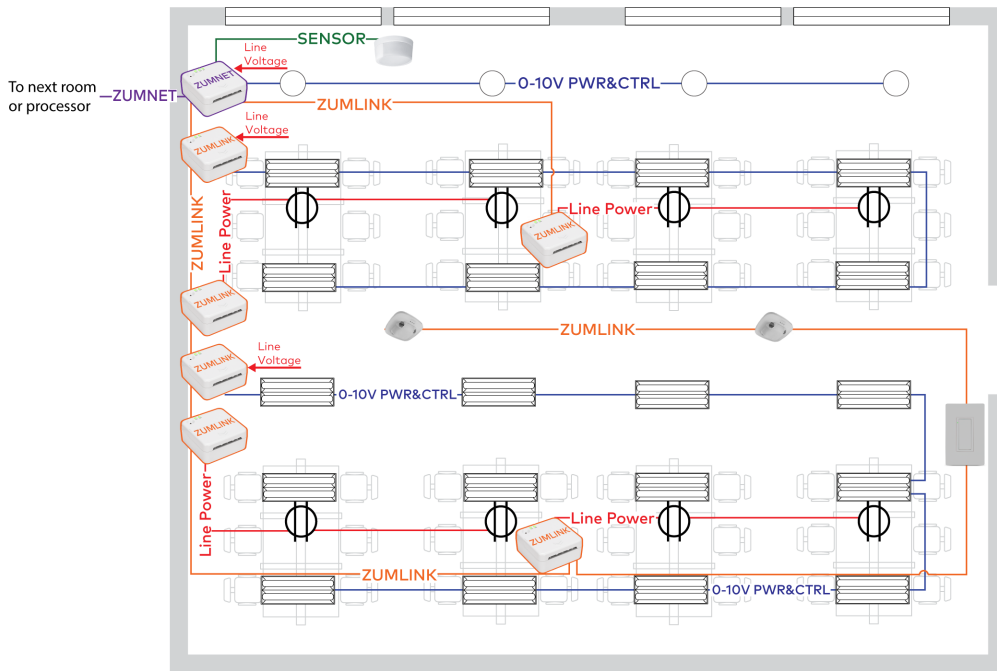 SENSOR
Line
Voltage
ZUMNET
To next room
or processor
ZUMNET
0-10V PWR&CTRL
ZUMLINK
Line
Voltage
ZUMLINK
ZUMLINK
Line Power
Line Power
ZUMLINK
ZUMLINK
ZUMLINK
Line
Voltage
ZUMLINK
0-10V PWR&CTRL
ZUMLINK
Line Power
Line Power
ZUMLINK
ZUMLINK
0-10V PWR&CTRL